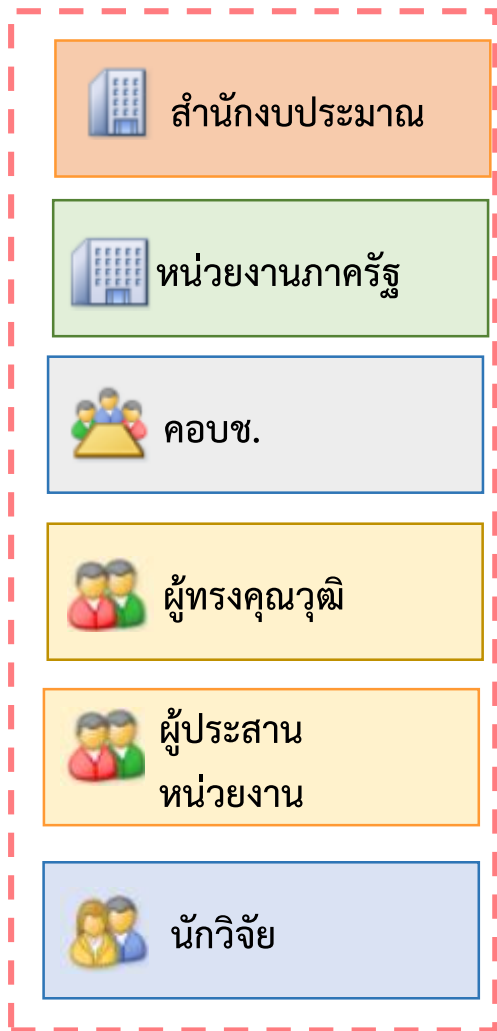 สำนักงบประมาณ
หน่วยงานภาครัฐ
คอบช.
ผู้ทรงคุณวุฒิ
ผู้ประสาน
หน่วยงาน
นักวิจัย